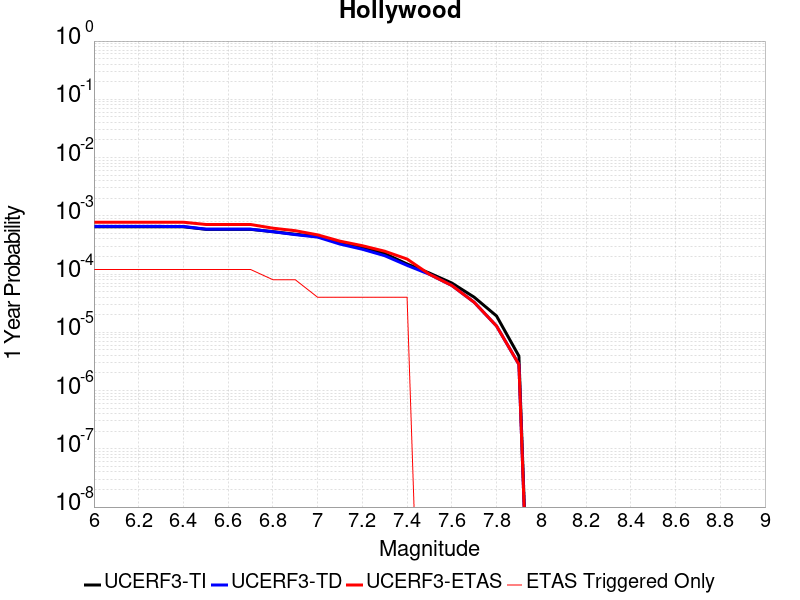 Hollywood
10^0
10^-1
10^-2
10^-3
10^-4
10^-5
10^-6
10^-7
10^-8
1 Year Probability
6 6.2 6.4 6.6 6.8 7 7.2 7.4 7.6 7.8 8 8.2 8.4 8.6 8.8 9
Magnitude
UCERF3-TI UCERF3-TD UCERF3-ETAS ETAS Triggered Only